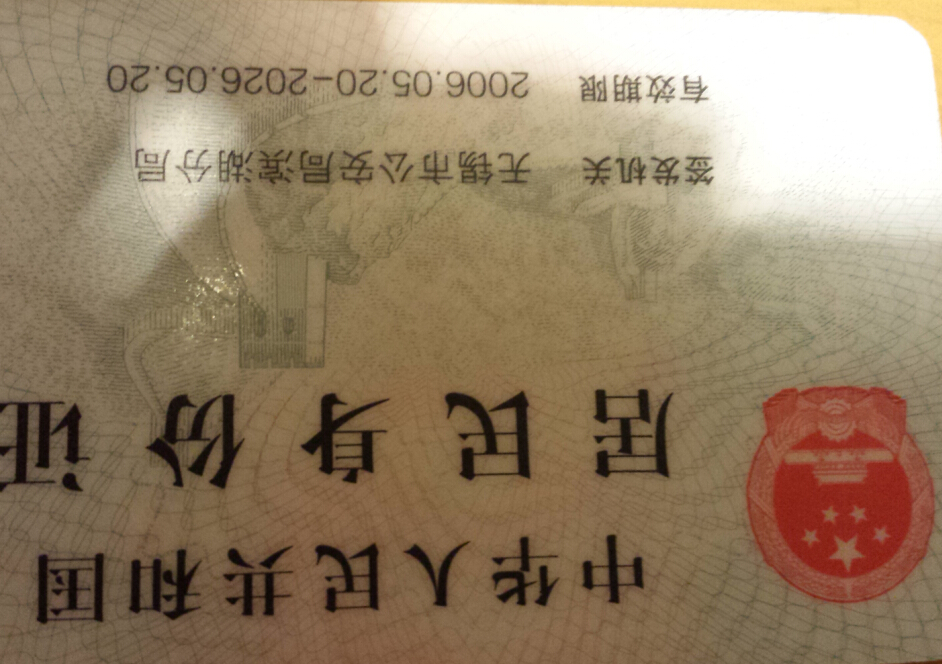 中华人民共和国
居民身份证
签发机关 无锡市公安局滨湖分局
有效期限 2006.05.20-2026.05.20